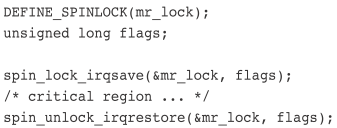 DEFINE_SPINLOCK(mr_lock);
unsigned long flags;

spin_lock_irqsave(&mr_lock, flags);
/* critical region ... */
spin_unlock_irqrestore(&mr_lock, flags);